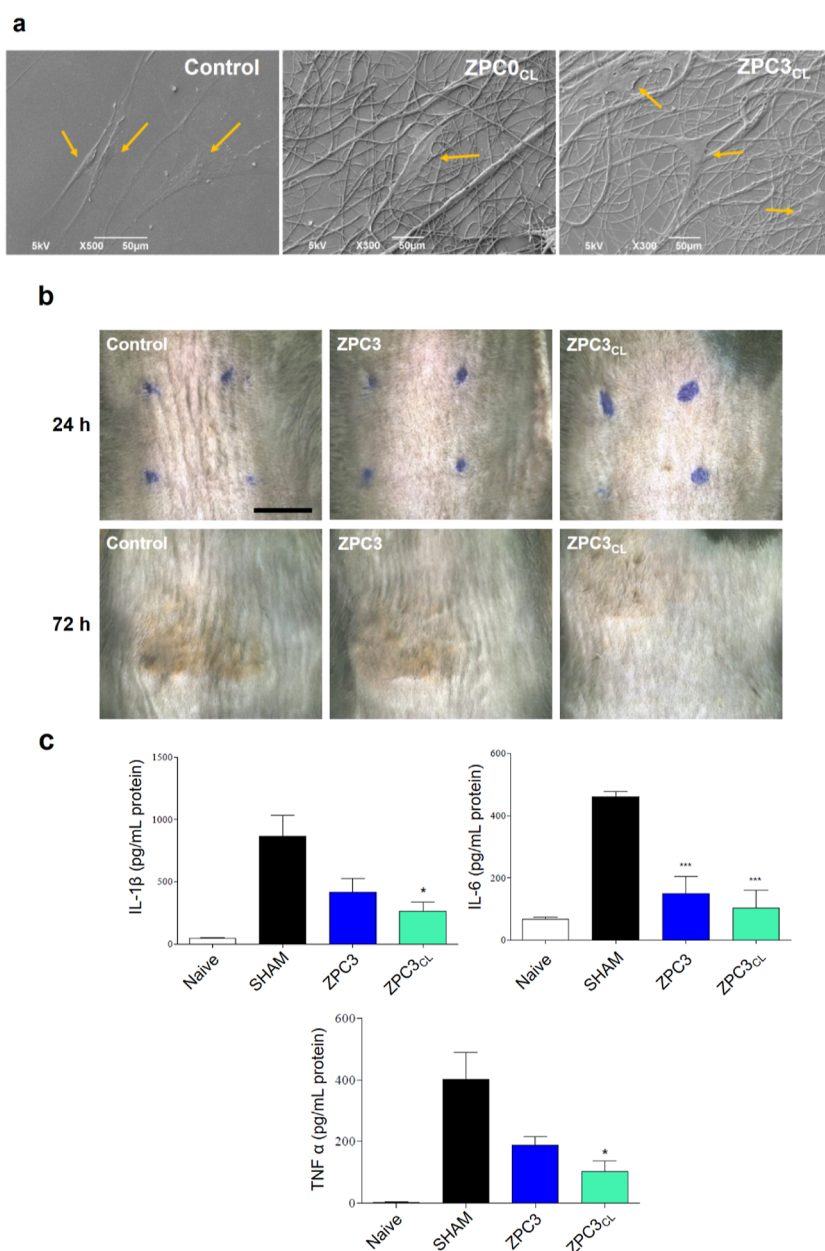 a
Control
ZPC0CL
ZPC3CL
5kV X500 50µm
5kV X300 50µm
5kV X300 50µm
b
Control
ZPC3
ZPC3CL
24 h
Control
ZPC3
ZPC3CL
72 h
c
IL-1β (pg/mL protein)
1500
1000
500
0
*
Naive
SHAM
ZPC3
ZPC3CL
IL-6 (pg/mL protein)
600
400
200
0
***
***
Naive
SHAM
ZPC3
ZPC3CL
TNF α (pg/mL protein)
600
400
200
0
*
Naive
SHAM
ZPC3
ZPC3CL